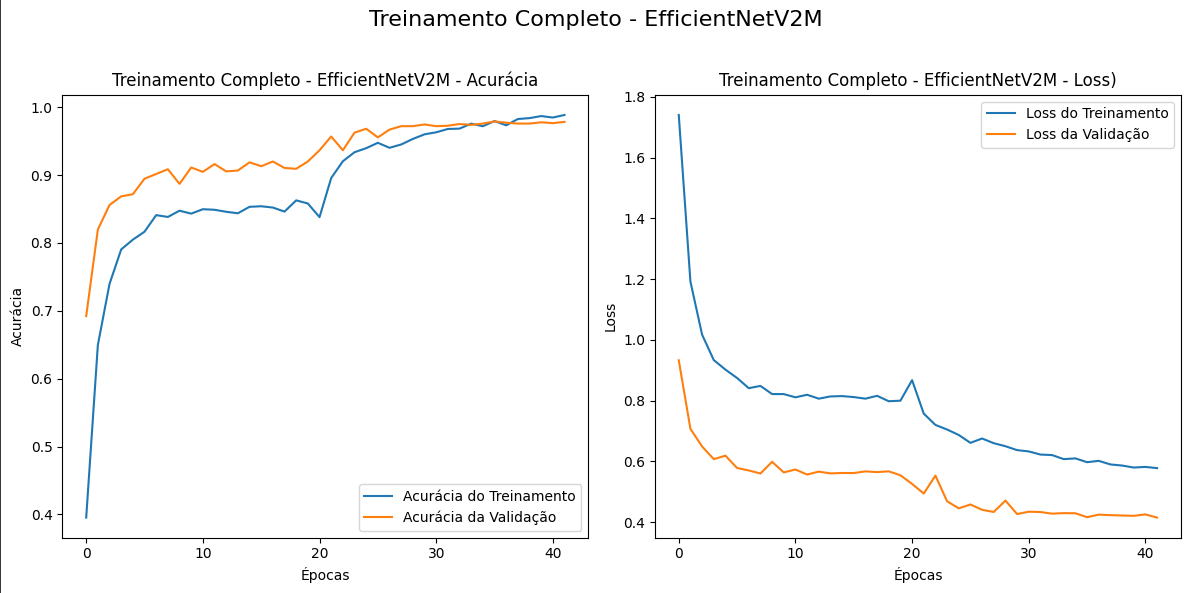 Treinamento Completo - EfficientNetV2M
Treinamento Completo - EfficientNetV2M - Acurácia
1.0
0.9
0.8
0.7
0.6
0.5
0.4
Acurácia
0
10
20
30
40
Épocas
Acurácia do Treinamento
Acurácia da Validação
Treinamento Completo - EfficientNetV2M - Loss)
1.8
1.6
1.4
1.2
1.0
0.8
0.6
0.4
Loss
0
10
20
30
40
Épocas
Loss do Treinamento
Loss da Validação